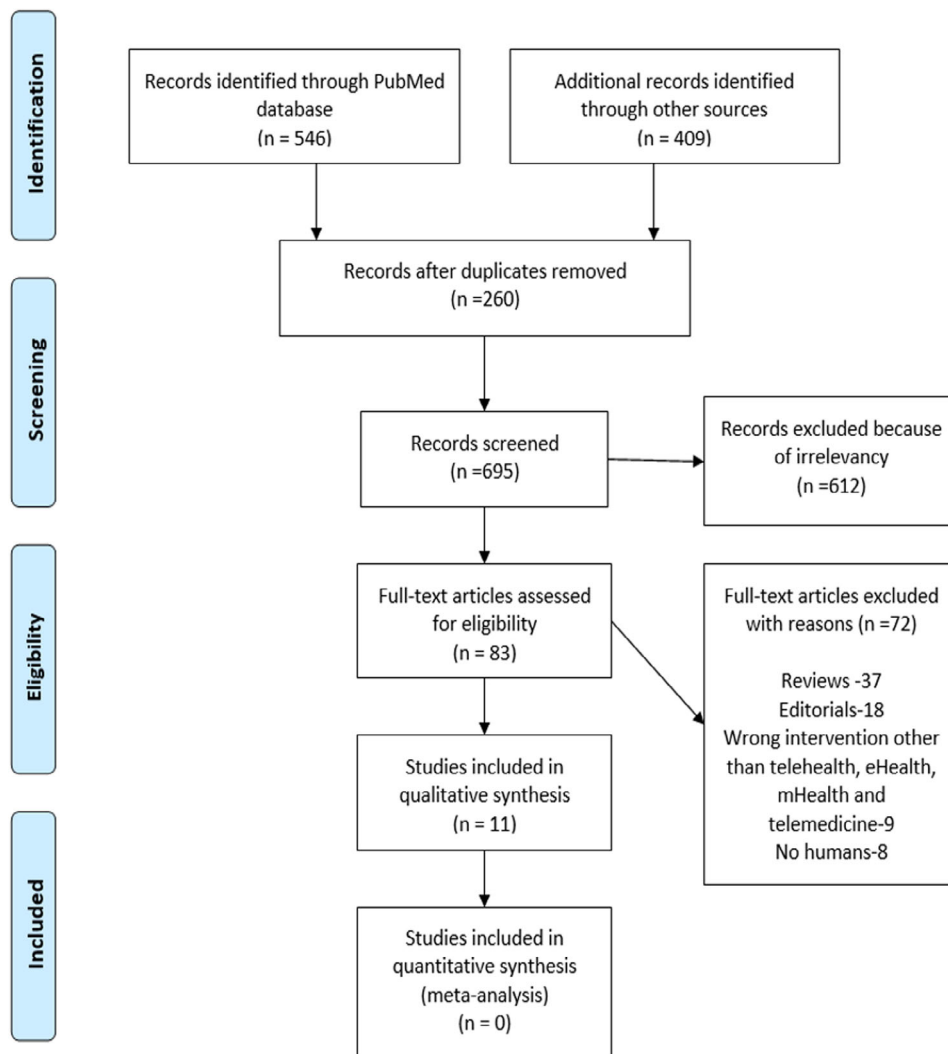 Identification
Records identified through PubMed
database
(n = 546)
Additional records identified
through other sources
(n = 409)
Records after duplicates removed
(n =260)
Screening
Records screened
(n =695)
Records excluded because
of irrelevancy
(n =612)
Eligibility
Full-text articles assessed
for eligibility
(n = 83)
Full-text articles excluded
with reasons (n =72)
Reviews -37
Editorials-18
Wrong intervention other
than telehealth, eHealth,
mHealth and
telemedicine-9
No humans-8
Studies included in
qualitative synthesis
(n = 11)
Included
Studies included in
quantitative synthesis
(meta-analysis)
(n = 0)